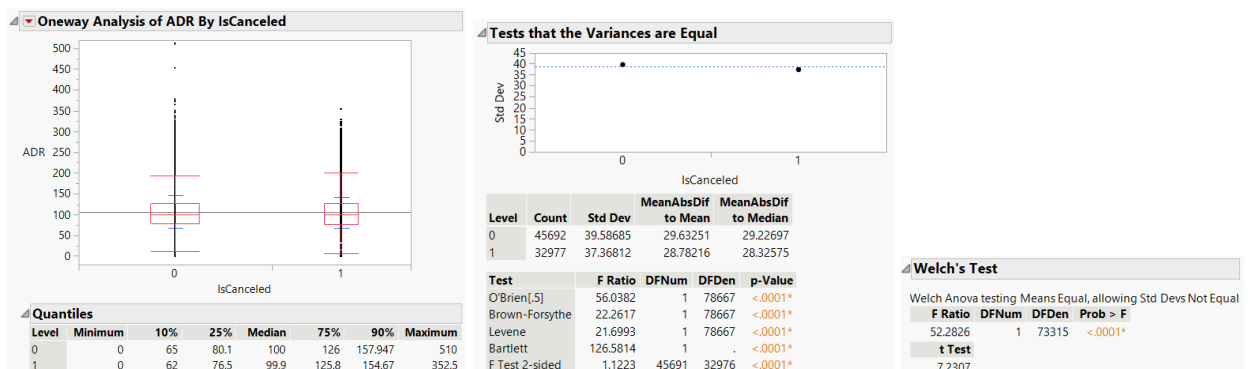 Oneway Analysis of ADR By IsCanceled
500
450
400
350
300
ADR 250
200
150
100
50
0
0 1
IsCanceled
Quantiles
Level Minimum 10% 25% Median 75% 90% Maximum
0 0 65 80.1 100 126 157.947 510
1 0 62 76.5 99.9 125.8 154.67 352.5
Tests that the Variances are Equal
45
40
35
30
25
20
15
10
5
0
Std Dev
0 1
IsCanceled
MeanAbsDif MeanAbsDif
Level Count Std Dev to Mean to Median
0 45692 39.58685 29.63251 29.22697
1 32977 37.36812 28.78216 28.32575
Test F Ratio DFNum DFDen p-Value
O'Brien[.5] 56.0382 1 78667 <.0001*
Brown-Forsythe 22.2617 1 78667 <.0001*
Levene 21.6993 1 78667 <.0001*
Bartlett 126.5814 1 . <.0001*
F Test 2-sided 1.1223 45691 32976 <.0001*
Welch's Test
Welch Anova testing Means Equal, allowing Std Devs Not Equal
F Ratio DFNum DFDen Prob > F
52.2826 1 73315 <.0001*
t Test
7.2307